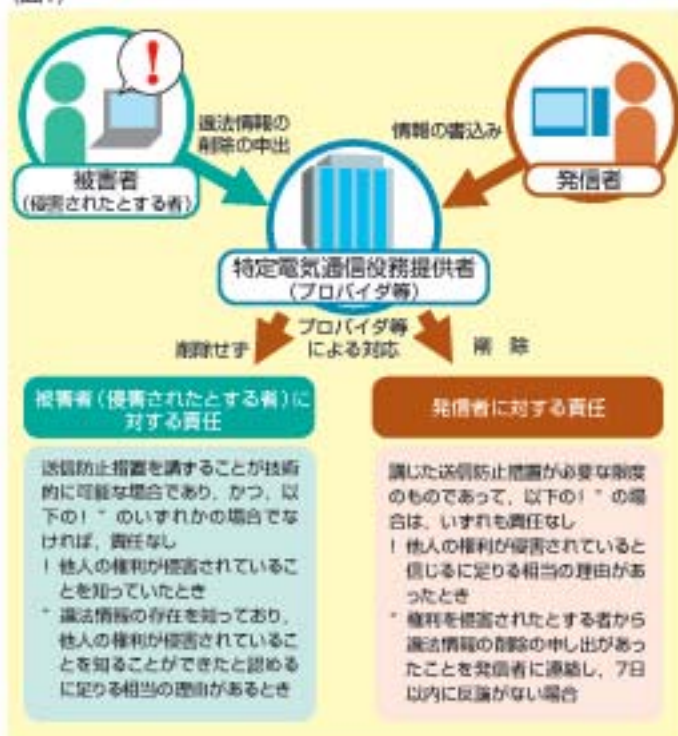 違法情報の
削除の申出
情報の書込み
被害者
(侵害されたとする者)
発信者
特定電気通信役務提供者
(プロバイダ等)
削除せず
プロバイダ等
による対応
削 除
被害者(侵害されたとする者)に
対する責任
送信防止措置を講ずることが技術
的に可能な場合であり、かつ、以
下の! " のいずれかの場合でな
ければ、責任なし
! 他人の権利が侵害されているこ
とを知っていたとき
" 違法情報の存在を知っており、
他人の権利が侵害されているこ
とを知ることができたと認める
に足りる相当の理由があるとき
発信者に対する責任
講じた送信防止措置が必要な限度
のものであって、以下の! " の場
合は、いずれも責任なし
! 他人の権利が侵害されていると
信じるに足りる相当の理由があ
ったとき
" 権利を侵害されたとする者から
違法情報の削除の申し出があっ
たことを発信者に連絡し、7日
以内に反論がない場合